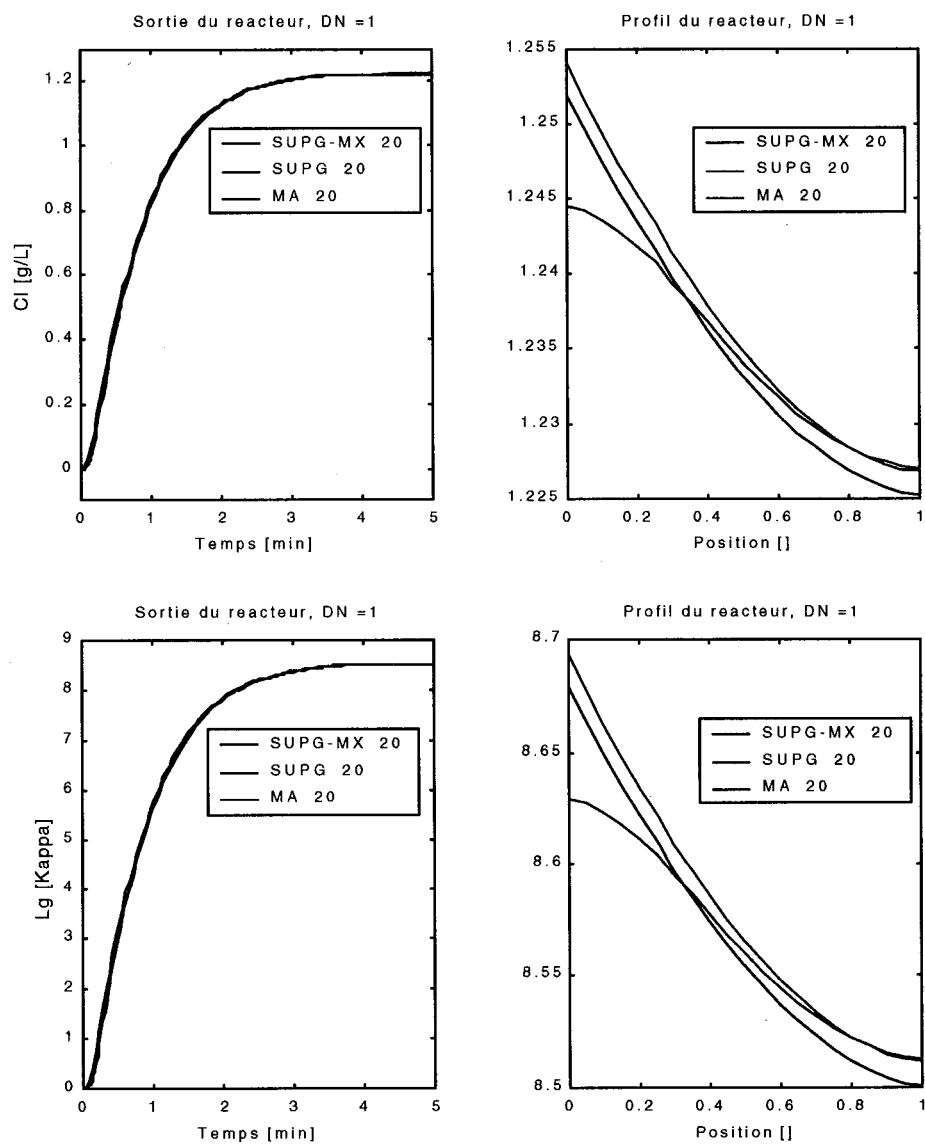 Sortie du reacteur, DN =1
1.2
1
0.8
0.6
0.4
0.2
0
Cl [g/L]
SUPG-MX 20
SUPG 20
MA 20
0 1 2 3 4 5
Temps [min]
Profil du reacteur, DN =1
1.255
1.25
1.245
1.24
1.235
1.23
1.225
SUPG-MX 20
SUPG 20
MA 20
0 0.2 0.4 0.6 0.8 1
Position []
Sortie du reacteur, DN =1
9
8
7
6
5
4
3
2
1
0
Lg [Kappa]
SUPG-MX 20
SUPG 20
MA 20
0 1 2 3 4 5
Temps [min]
Profil du reacteur, DN =1
8.7
8.65
8.6
8.55
8.5
SUPG-MX 20
SUPG 20
MA 20
0 0.2 0.4 0.6 0.8 1
Position []